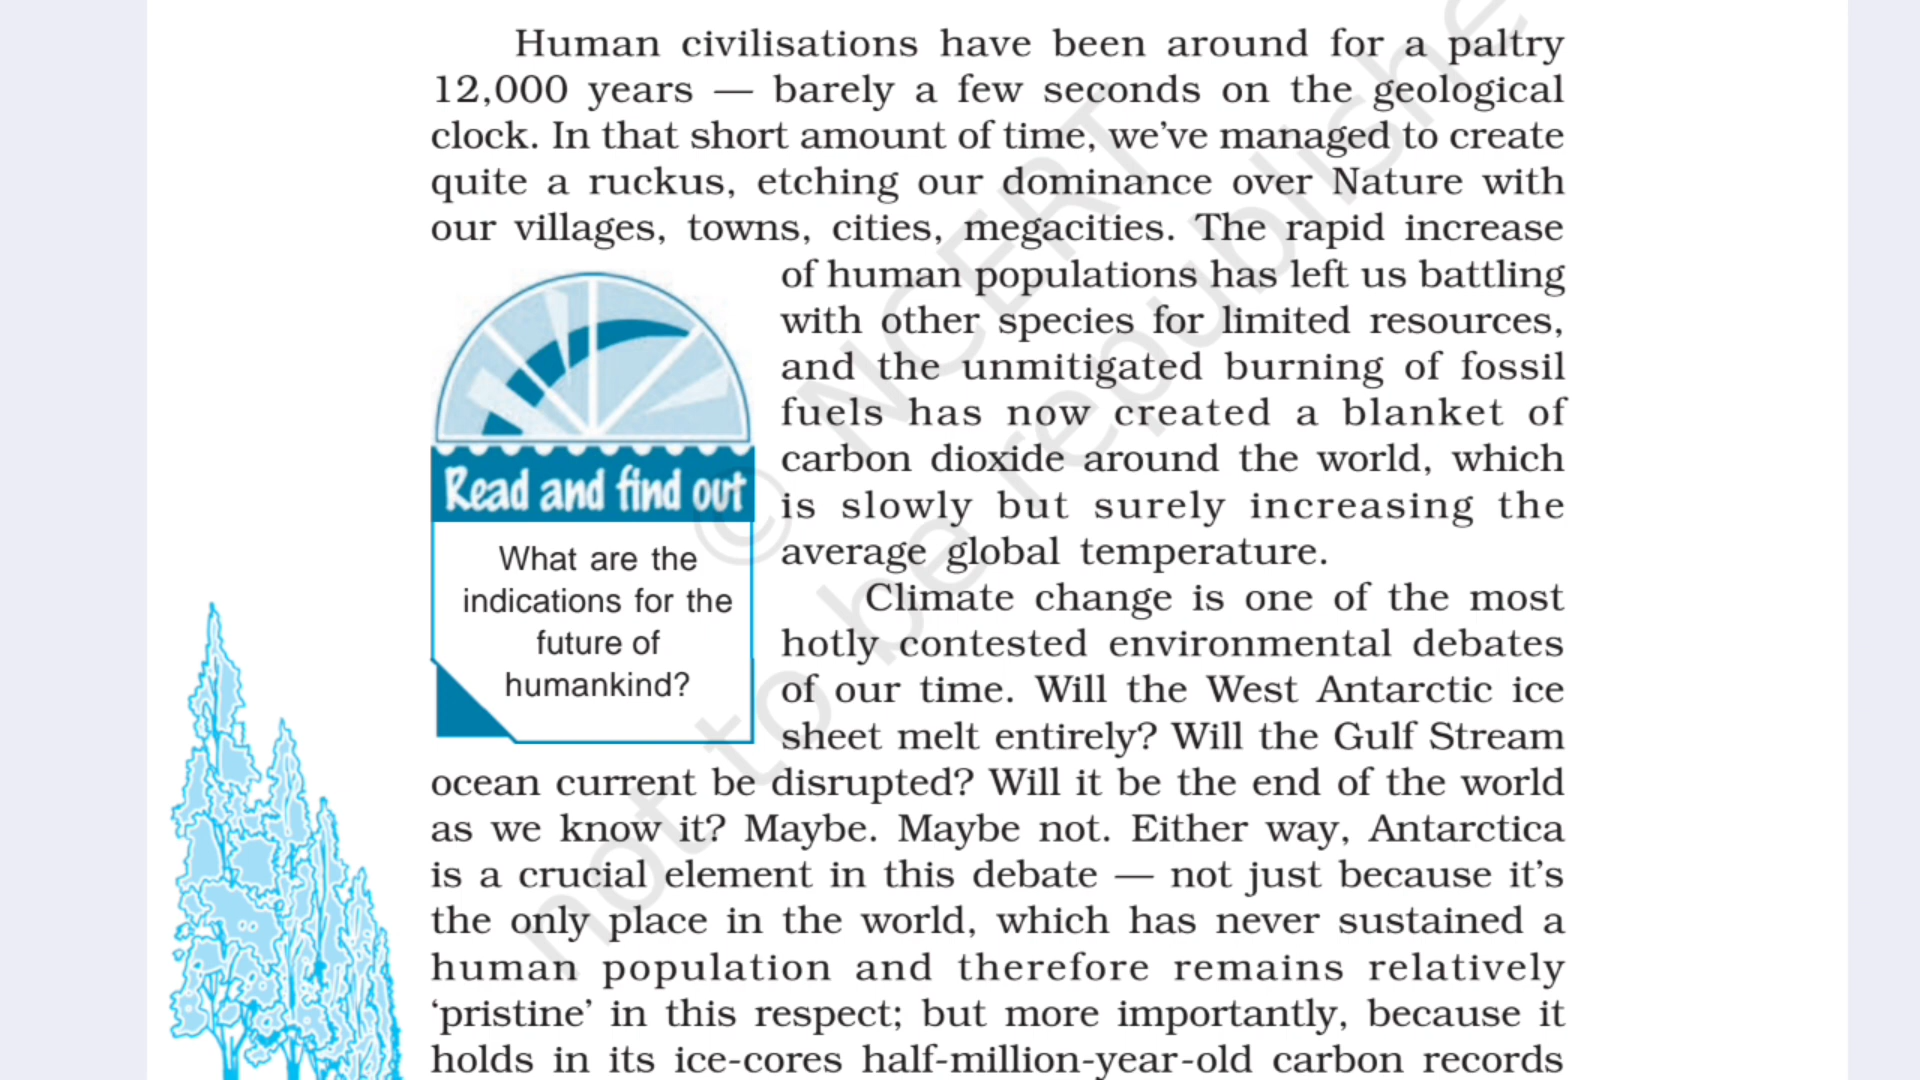 Human civilisations have been around for a paltry
12,000 years — barely a few seconds on the geological
clock. In that short amount of time, we've managed to create
quite a ruckus, etching our dominance over Nature with
our villages, towns, cities, megacities. The rapid increase
of human populations has left us battling
with other species for limited resources,
and the unmitigated burning of fossil
fuels has now created a blanket of
carbon dioxide around the world, which
is slowly but surely increasing the
average global temperature.
Read and find out
What are the
indications for the
future of
humankind?
Climate change is one of the most
hotly contested environmental debates
of our time. Will the West Antarctic ice
sheet melt entirely? Will the Gulf Stream
ocean current be disrupted? Will it be the end of the world
as we know it? Maybe. Maybe not. Either way, Antarctica
is a crucial element in this debate — not just because it's
the only place in the world, which has never sustained a
human population and therefore remains relatively
‘pristine’ in this respect; but more importantly, because it
holds in its ice-cores half-million-year-old carbon records
© NCERT
not to be republishe